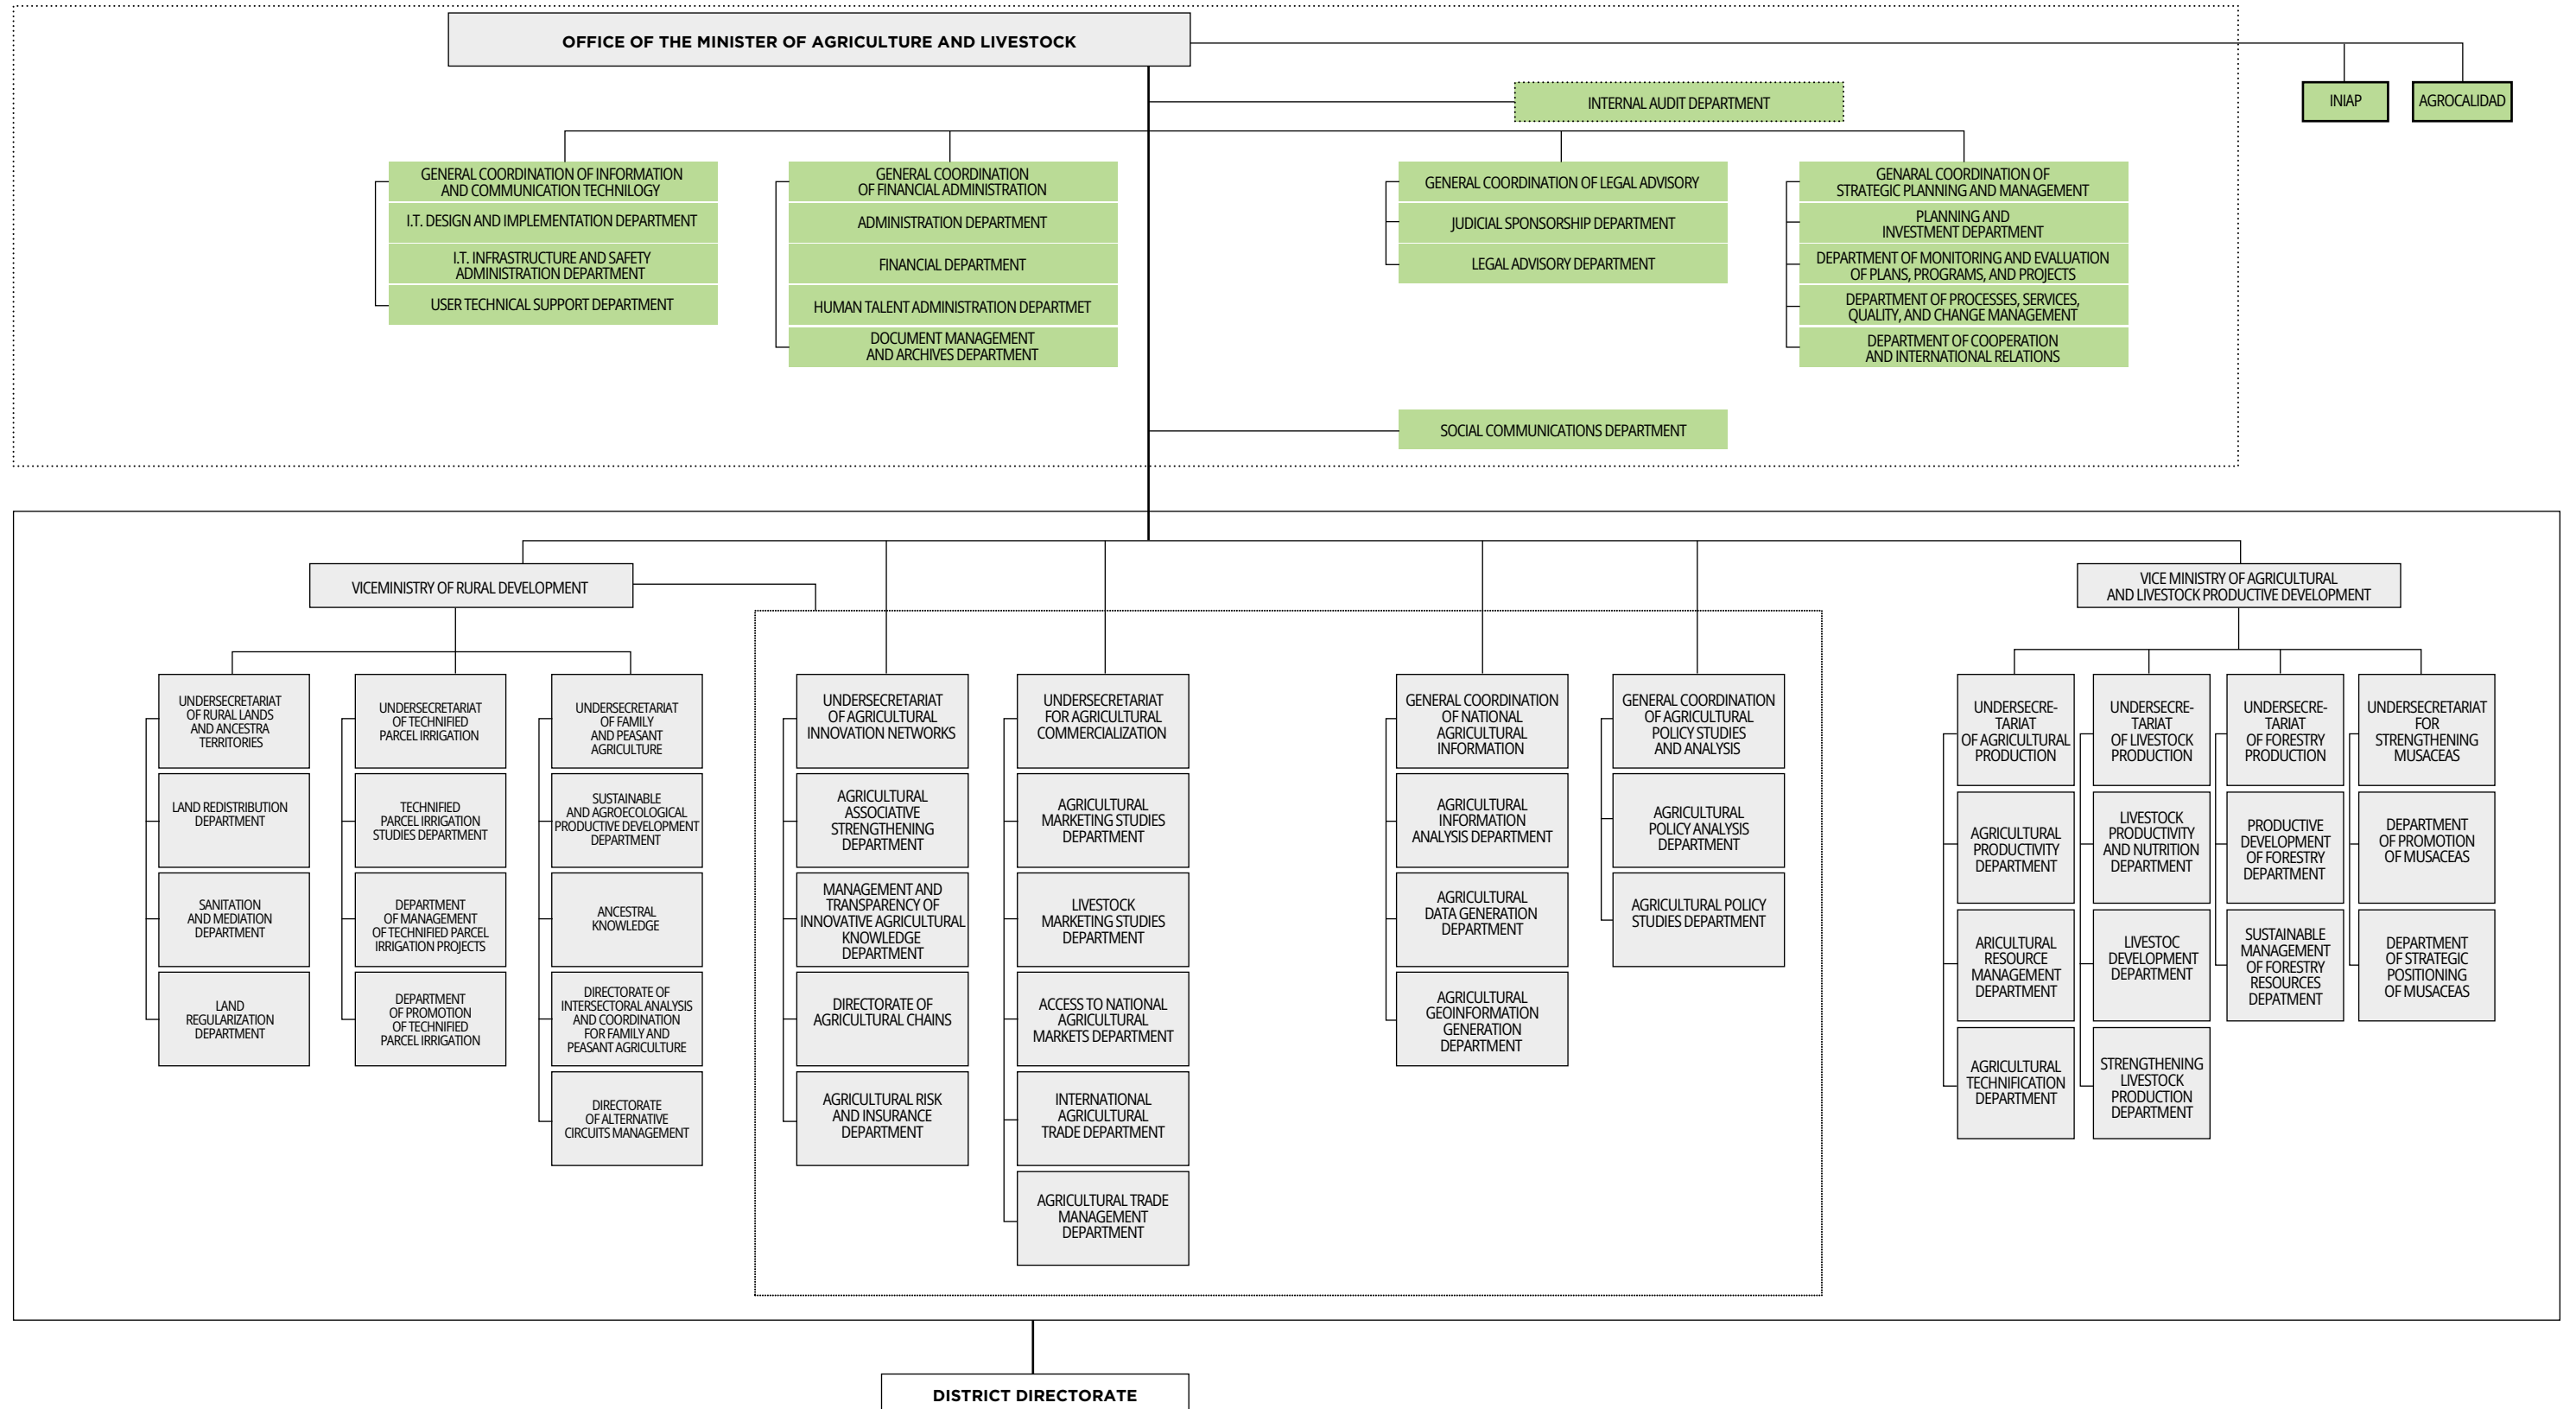 OFFICE OF THE MINISTER OF AGRICULTURE AND LIVESTOCK
INTERNAL AUDIT DEPARTMENT
INIAP
AGROCALIDAD
GENERAL COORDINATION OF INFORMATION
AND COMMUNICATION TECHNILOGY
I.T. DESIGN AND IMPLEMENTATION DEPARTMENT
I.T. INFRASTRUCTURE AND SAFETY
ADMINISTRATION DEPARTMENT
USER TECHNICAL SUPPORT DEPARTMENT
GENERAL COORDINATION
OF FINANCIAL ADMINISTRATION
ADMINISTRATION DEPARTMENT
FINANCIAL DEPARTMENT
HUMAN TALENT ADMINISTRATION DEPARTMET
DOCUMENT MANAGEMENT
AND ARCHIVES DEPARTMENT
GENERAL COORDINATION OF LEGAL ADVISORY
JUDICIAL SPONSORSHIP DEPARTMENT
LEGAL ADVISORY DEPARTMENT
GENARAL COORDINATION OF
STRATEGIC PLANNING AND MANAGEMENT
PLANNING AND
INVESTMENT DEPARTMENT
DEPARTMENT OF MONITORING AND EVALUATION
OF PLANS, PROGRAMS, AND PROJECTS
DEPARTMENT OF PROCESSES, SERVICES,
QUALITY, AND CHANGE MANAGEMENT
DEPARTMENT OF COOPERATION
AND INTERNATIONAL RELATIONS
SOCIAL COMMUNICATIONS DEPARTMENT
VICEMINISTRY OF RURAL DEVELOPMENT
VICE MINISTRY OF AGRICULTURAL
AND LIVESTOCK PRODUCTIVE DEVELOPMENT
UNDERSECRETARIAT
OF RURAL LANDS
AND ANCESTRA
TERRITORIES
LAND REDISTRIBUTION
DEPARTMENT
SANITATION
AND MEDIATION
DEPARTMENT
LAND
REGULARIZATION
DEPARTMENT
UNDERSECRETARIAT
OF TECHNIFIED
PARCEL IRRIGATION
TECHNIFIED
PARCEL IRRIGATION
STUDIES DEPARTMENT
DEPARTMENT
OF MANAGEMENT
OF TECHNIFIED PARCEL
IRRIGATION PROJECTS
DEPARTMENT
OF PROMOTION
OF TECHNIFIED
PARCEL IRRIGATION
UNDERSECRETARIAT
OF FAMILY
AND PEASANT
AGRICULTURE
SUSTAINABLE
AND AGROECOLOGICAL
PRODUCTIVE DEVELOPMENT
DEPARTMENT
ANCESTRAL
KNOWLEDGE
DIRECTORATE OF
INTERSECTORAL ANALYSIS
AND COORDINATION
FOR FAMILY AND
PEASANT AGRICULTURE
DIRECTORATE
OF ALTERNATIVE
CIRCUITS MANAGEMENT
UNDERSECRETARIAT
OF AGRICULTURAL
INNOVATION NETWORKS
AGRICULTURAL
ASSOCIATIVE
STRENGTHENING
DEPARTMENT
MANAGEMENT AND
TRANSPARENCY OF
INNOVATIVE AGRICULTURAL
KNOWLEDGE
DEPARTMENT
DIRECTORATE OF
AGRICULTURAL CHAINS
AGRICULTURAL RISK
AND INSURANCE
DEPARTMENT
UNDERSECRETARIAT
FOR AGRICULTURAL
COMMERCIALIZATION
AGRICULTURAL
MARKETING STUDIES
DEPARTMENT
LIVESTOCK
MARKETING STUDIES
DEPARTMENT
ACCESS TO NATIONAL
AGRICULTURAL
MARKETS DEPARTMENT
INTERNATIONAL
AGRICULTURAL
TRADE DEPARTMENT
AGRICULTURAL TRADE
MANAGEMENT
DEPARTMENT
GENERAL COORDINATION
OF NATIONAL
AGRICULTURAL
INFORMATION
AGRICULTURAL
INFORMATION
ANALYSIS DEPARTMENT
AGRICULTURAL
DATA GENERATION
DEPARTMENT
AGRICULTURAL
GEOINFORMATION
GENERATION
DEPARTMENT
GENERAL COORDINATION
OF AGRICULTURAL
POLICY STUDIES
AND ANALYSIS
AGRICULTURAL
POLICY ANALYSIS
DEPARTMENT
AGRICULTURAL POLICY
STUDIES DEPARTMENT
UNDERSECRE-
TARIAT
OF AGRICULTURAL
PRODUCTION
AGRICULTURAL
PRODUCTIVITY
DEPARTMENT
ARICULTURAL
RESOURCE
MANAGEMENT
DEPARTMENT
AGRICULTURAL
TECHNIFICATION
DEPARTMENT
UNDERSECRE-
TARIAT
OF LIVESTOCK
PRODUCTION
LIVESTOCK
PRODUCTIVITY
AND NUTRITION
DEPARTMENT
LIVESTOC
DEVELOPMENT
DEPARTMENT
STRENGTHENING
LIVESTOCK
PRODUCTION
DEPARTMENT
UNDERSECRE-
TARIAT
OF FORESTRY
PRODUCTION
PRODUCTIVE
DEVELOPMENT
OF FORESTRY
DEPARTMENT
SUSTAINABLE
MANAGEMENT
OF FORESTRY
RESOURCES
DEPATMENT
UNDERSECRETARIAT
FOR
STRENGTHENING
MUSACEAS
DEPARTMENT
OF PROMOTION
OF MUSACEAS
DEPARTMENT
OF STRATEGIC
POSITIONING
OF MUSACEAS
DISTRICT DIRECTORATE